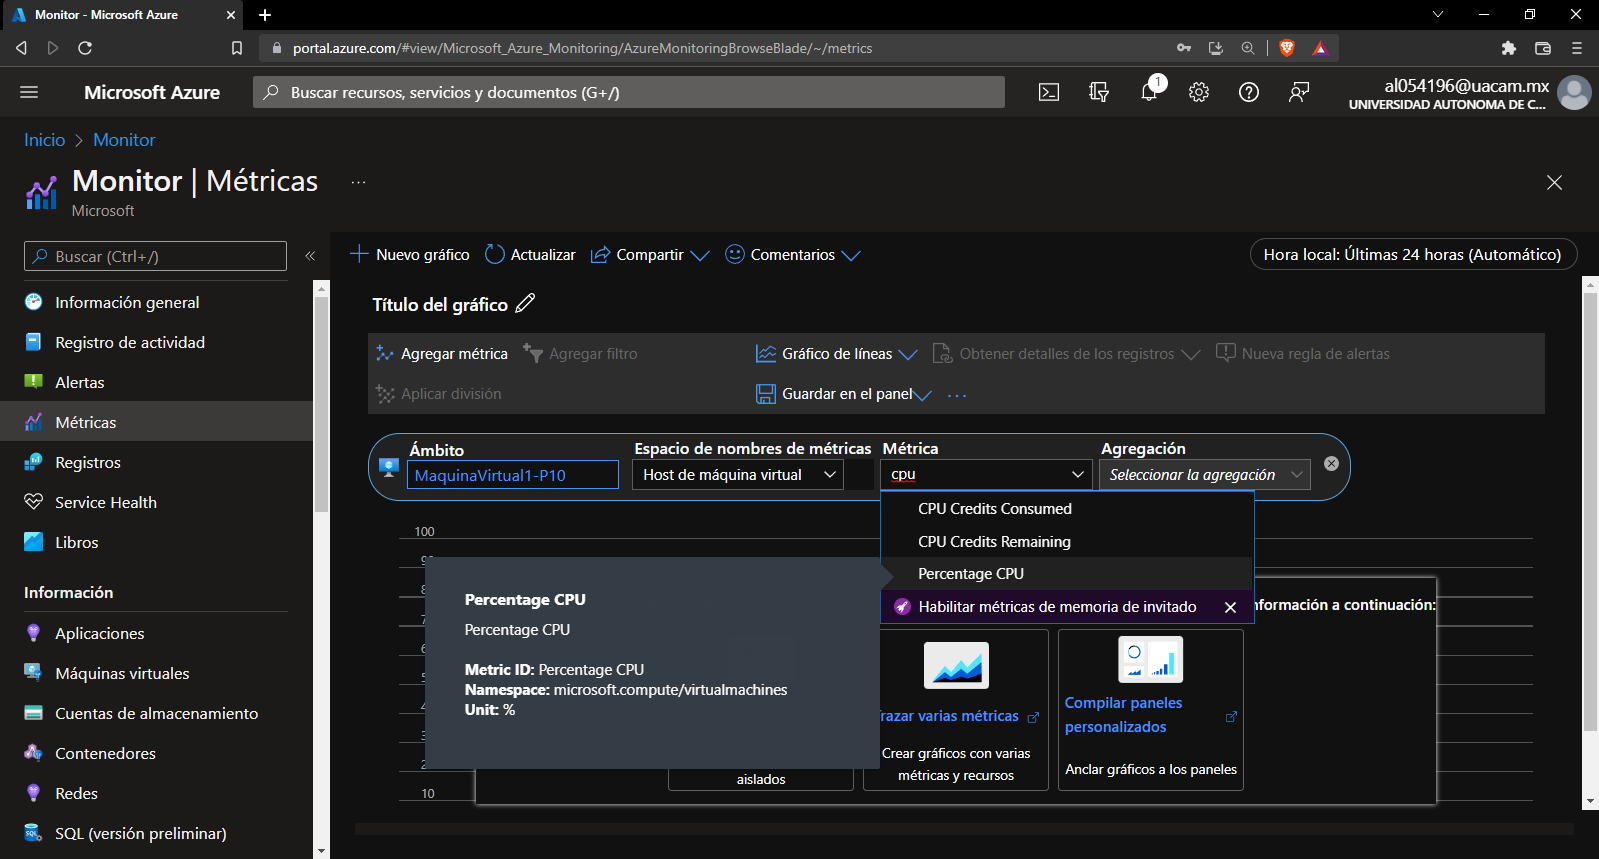 Monitor - Microsoft Azure
portal.azure.com/#view/Microsoft_Azure_Monitoring/AzureMonitoringBrowseBlade/~/metrics
Microsoft Azure
Buscar recursos, servicios y documentos (G+/)
1
al054196@uacam.mx
UNIVERSIDAD AUTONOMA DE C...
Inicio > Monitor
Monitor | Métricas
...
Microsoft
Buscar (Ctrl+/)
«
Información general
Registro de actividad
Alertas
Métricas
Registros
Service Health
Libros
Información
Aplicaciones
Máquinas virtuales
Cuentas de almacenamiento
Contenedores
Redes
SQL (versión preliminar)
Nuevo gráfico
Actualizar
Compartir
Comentarios
Hora local: Últimas 24 horas (Automático)
Título del gráfico
Agregar métrica
Agregar filtro
Gráfico de líneas
Obtener detalles de los registros
Nueva regla de alertas
Aplicar división
Guardar en el panel
...
Ámbito
MaquinaVirtual1-P10
Espacio de nombres de métricas
Host de máquina virtual
Métrica
cpu
Agregación
Seleccionar la agregación
CPU Credits Consumed
CPU Credits Remaining
Percentage CPU
Habilitar métricas de memoria de invitado
100
10
Percentage CPU
Percentage CPU
Metric ID: Percentage CPU
Namespace: microsoft.compute/virtualmachines
Unit: %
nformación a continuación:
aislados
razar varias métricas
Crear gráficos con varias
métricas y recursos
Compilar paneles
personalizados
Anclar gráficos a los paneles